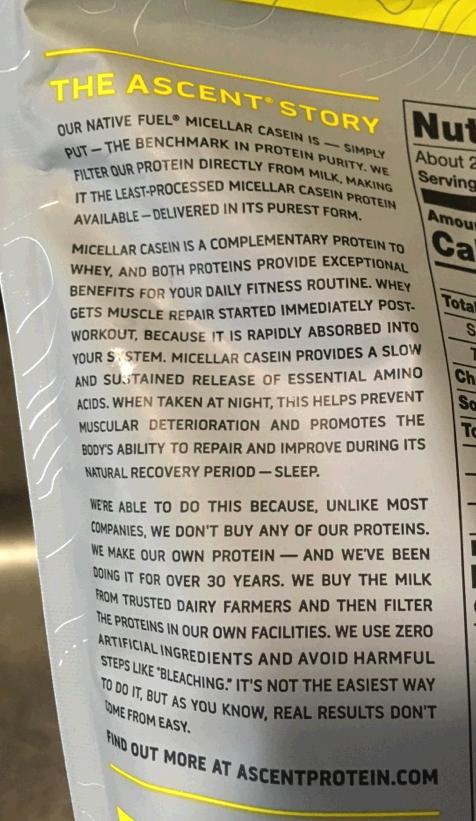 THE ASCENT® STORY
OUR NATIVE FUEL® MICELLAR CASEIN IS — SIMPLY
PUT — THE BENCHMARK IN PROTEIN PURITY. WE
FILTER OUR PROTEIN DIRECTLY FROM MILK, MAKING
IT THE LEAST-PROCESSED MICELLAR CASEIN PROTEIN
AVAILABLE — DELIVERED IN ITS PUREST FORM.
MICELLAR CASEIN IS A COMPLEMENTARY PROTEIN TO
WHEY, AND BOTH PROTEINS PROVIDE EXCEPTIONAL
BENEFITS FOR YOUR DAILY FITNESS ROUTINE. WHEY
GETS MUSCLE REPAIR STARTED IMMEDIATELY POST-
WORKOUT, BECAUSE IT IS RAPIDLY ABSORBED INTO
YOUR SYSTEM. MICELLAR CASEIN PROVIDES A SLOW
AND SUSTAINED RELEASE OF ESSENTIAL AMINO
ACIDS. WHEN TAKEN AT NIGHT, THIS HELPS PREVENT
MUSCULAR DETERIORATION AND PROMOTES THE
BODY'S ABILITY TO REPAIR AND IMPROVE DURING ITS
NATURAL RECOVERY PERIOD — SLEEP.
WE'RE ABLE TO DO THIS BECAUSE, UNLIKE MOST
COMPANIES, WE DON'T BUY ANY OF OUR PROTEINS.
WE MAKE OUR OWN PROTEIN — AND WE'VE BEEN
DOING IT FOR OVER 30 YEARS. WE BUY THE MILK
FROM TRUSTED DAIRY FARMERS AND THEN FILTER
THE PROTEINS IN OUR OWN FACILITIES. WE USE ZERO
ARTIFICIAL INGREDIENTS AND AVOID HARMFUL
STEPS LIKE "BLEACHING." IT'S NOT THE EASIEST WAY
TO DO IT, BUT AS YOU KNOW, REAL RESULTS DON'T
COME FROM EASY.
FIND OUT MORE AT ASCENTPROTEIN.COM
Nut
About 2
Serving
Amou
Ca
Total
S
T
Ch
So
To